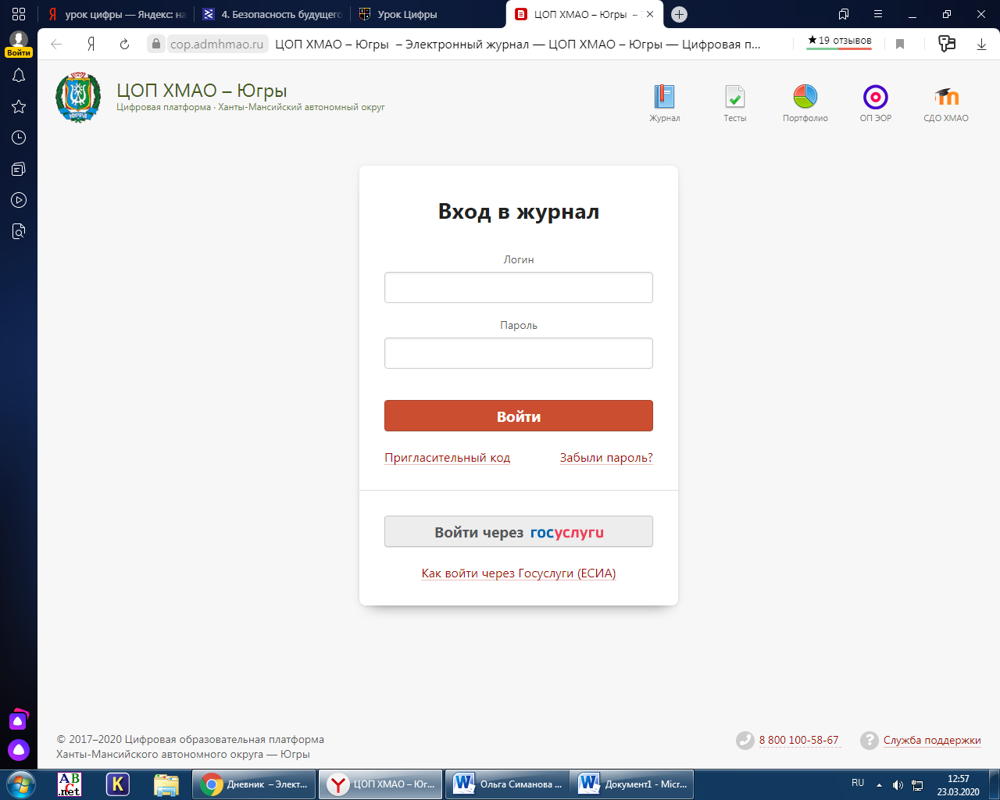 урок цифры — Яндекс: на
4. Безопасность будущего
Урок Цифры
ЦОП ХМАО – Югры –
Войти
Я
cop.admhmao.ru
ЦОП ХМАО – Югры – Электронный журнал — ЦОП ХМАО – Югры — Цифровая п...
★19 отзывов
ЦОП ХМАО – Югры
Цифровая платформа · Ханты-Мансийский автономный округ
Журнал
Тесты
Портфолио
ОП ЭОР
СДО ХМАО
ЮГРА
Вход в журнал
Логин
Пароль
Войти
Пригласительный код
Забыли пароль?
Войти через госуслуги
Как войти через Госуслуги (ЕСИА)
© 2017–2020 Цифровая образовательная платформа
Ханты-Мансийского автономного округа — Югры
8 800 100-58-67
Служба поддержки
ABC.net
K
Дневник – Элект...
ЦОП ХМАО – Юг...
Ольга Симанова ...
Документ1 - Micr...
RU
12:57
23.03.2020